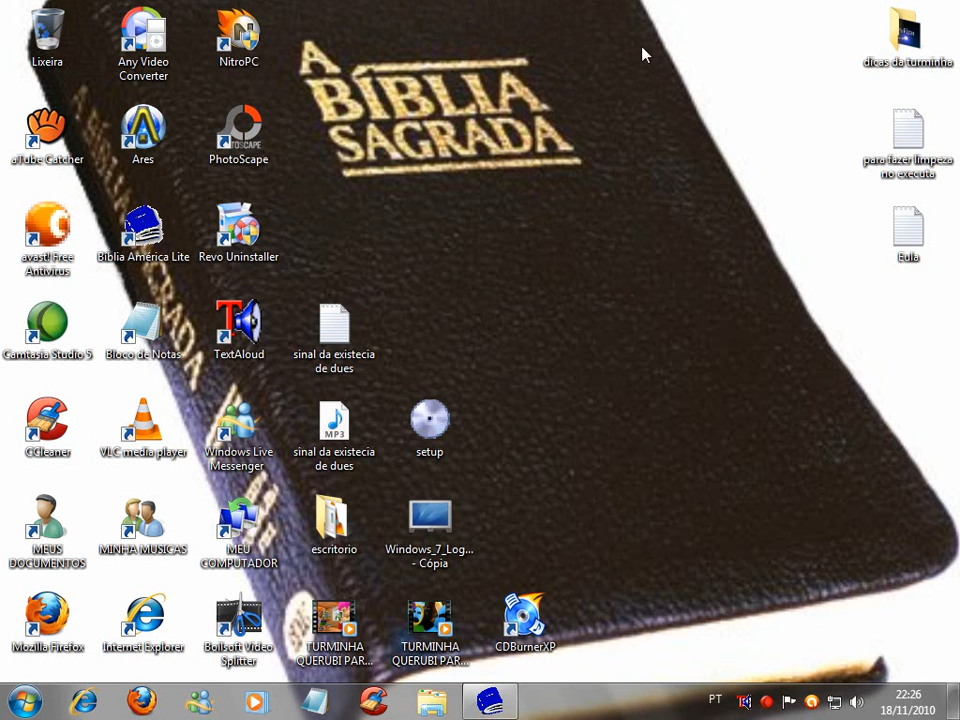 A
BÍBLIA
SAGRADA
Lixeira
Any Video
Converter
NitroPC
dicas da turminha
aTube Catcher
Ares
PhotoScape
para fazer limpeza
no executa
avast! Free
Antivirus
Bíblia América Lite
Revo Uninstaller
Eula
Camtasia Studio 5
Bloco de Notas
TextAloud
sinal da existecia
de dues
CCleaner
VLC media player
Windows Live
Messenger
sinal da existecia
de dues
setup
MP3
MEUS
DOCUMENTOS
MINHA MUSICAS
MEU
COMPUTADOR
escritorio
Windows_7_Log...
- Cópia
Mozilla Firefox
Internet Explorer
Boilsoft Video
Splitter
TURMINHA
QUERUBI PAR...
TURMINHA
QUERUBI PAR...
CDBurnerXP
PT
22:26
18/11/2010